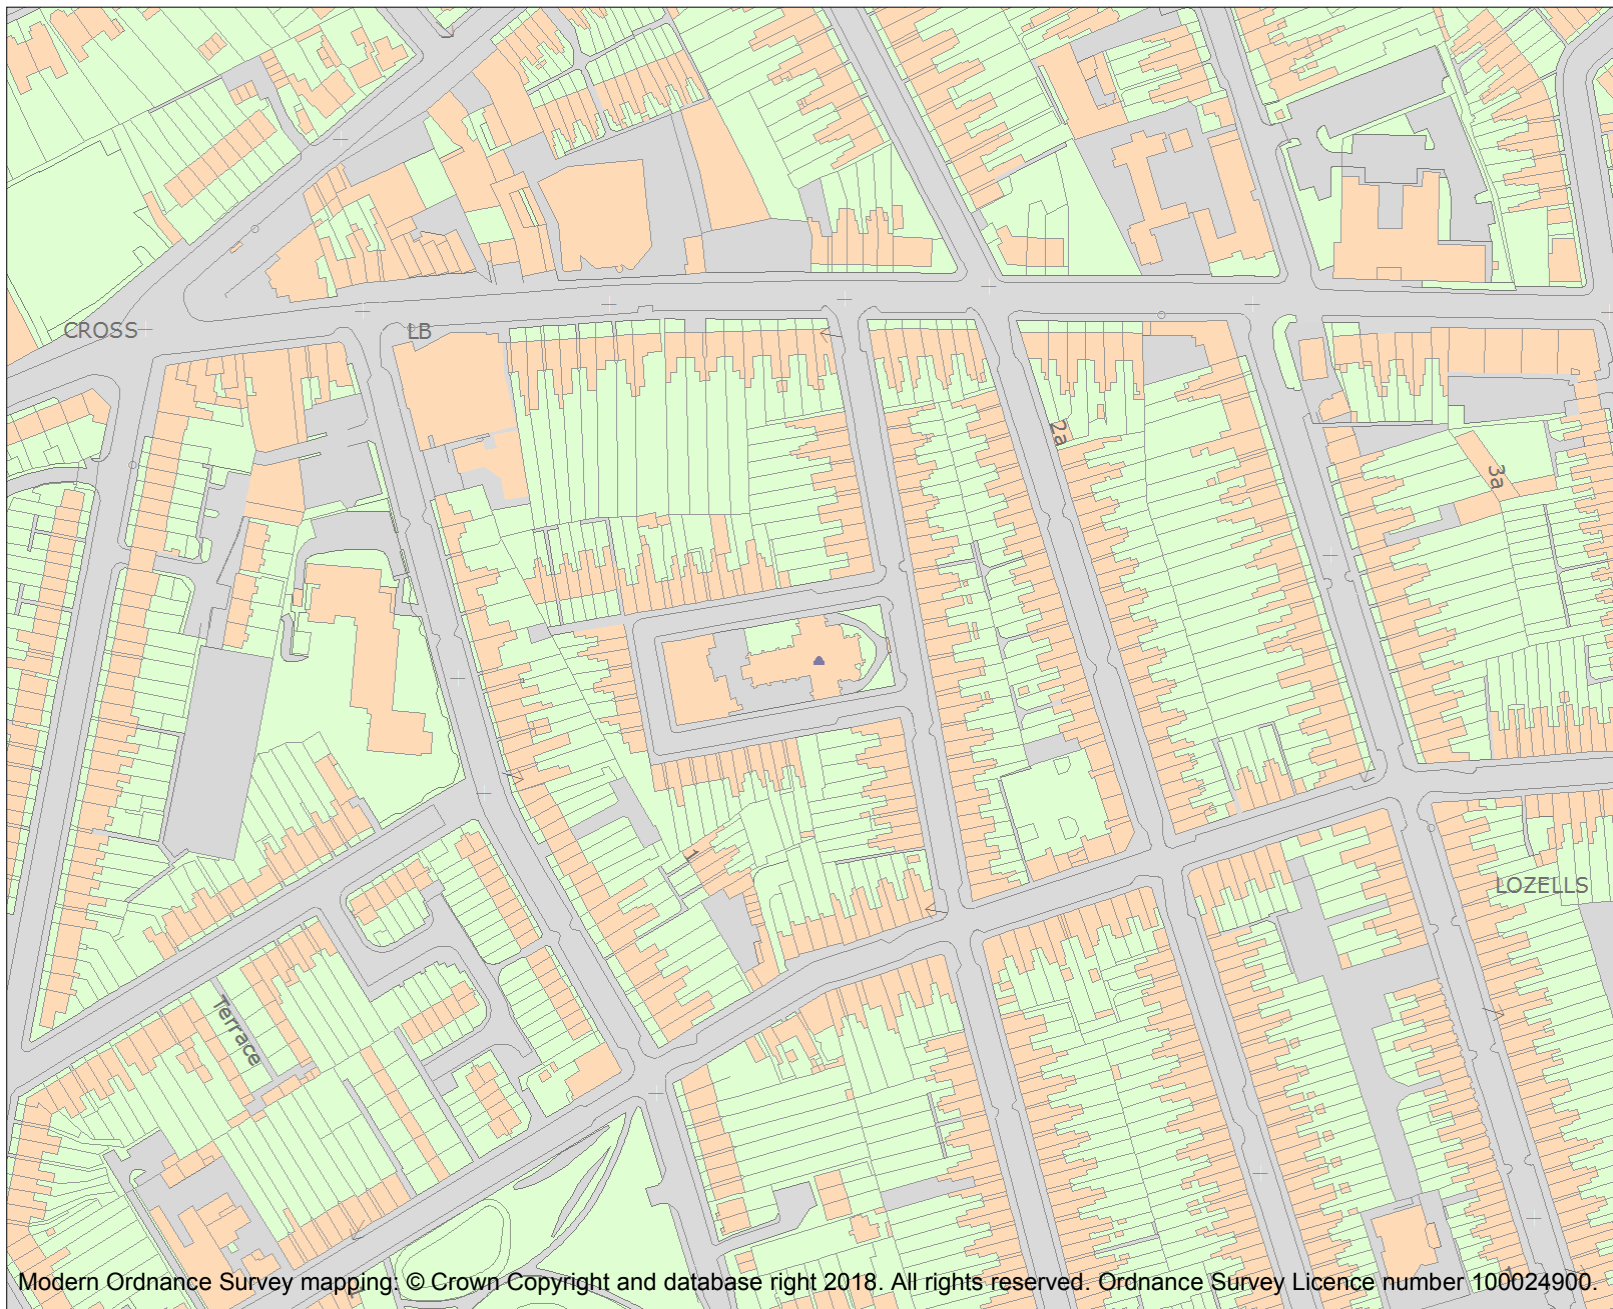 CROSS
LB
2a
3a
1
LOZELLS
Terrace
Modern Ordnance Survey mapping: © Crown Copyright and database right 2018. All rights reserved. Ordnance Survey Licence number 100024900.